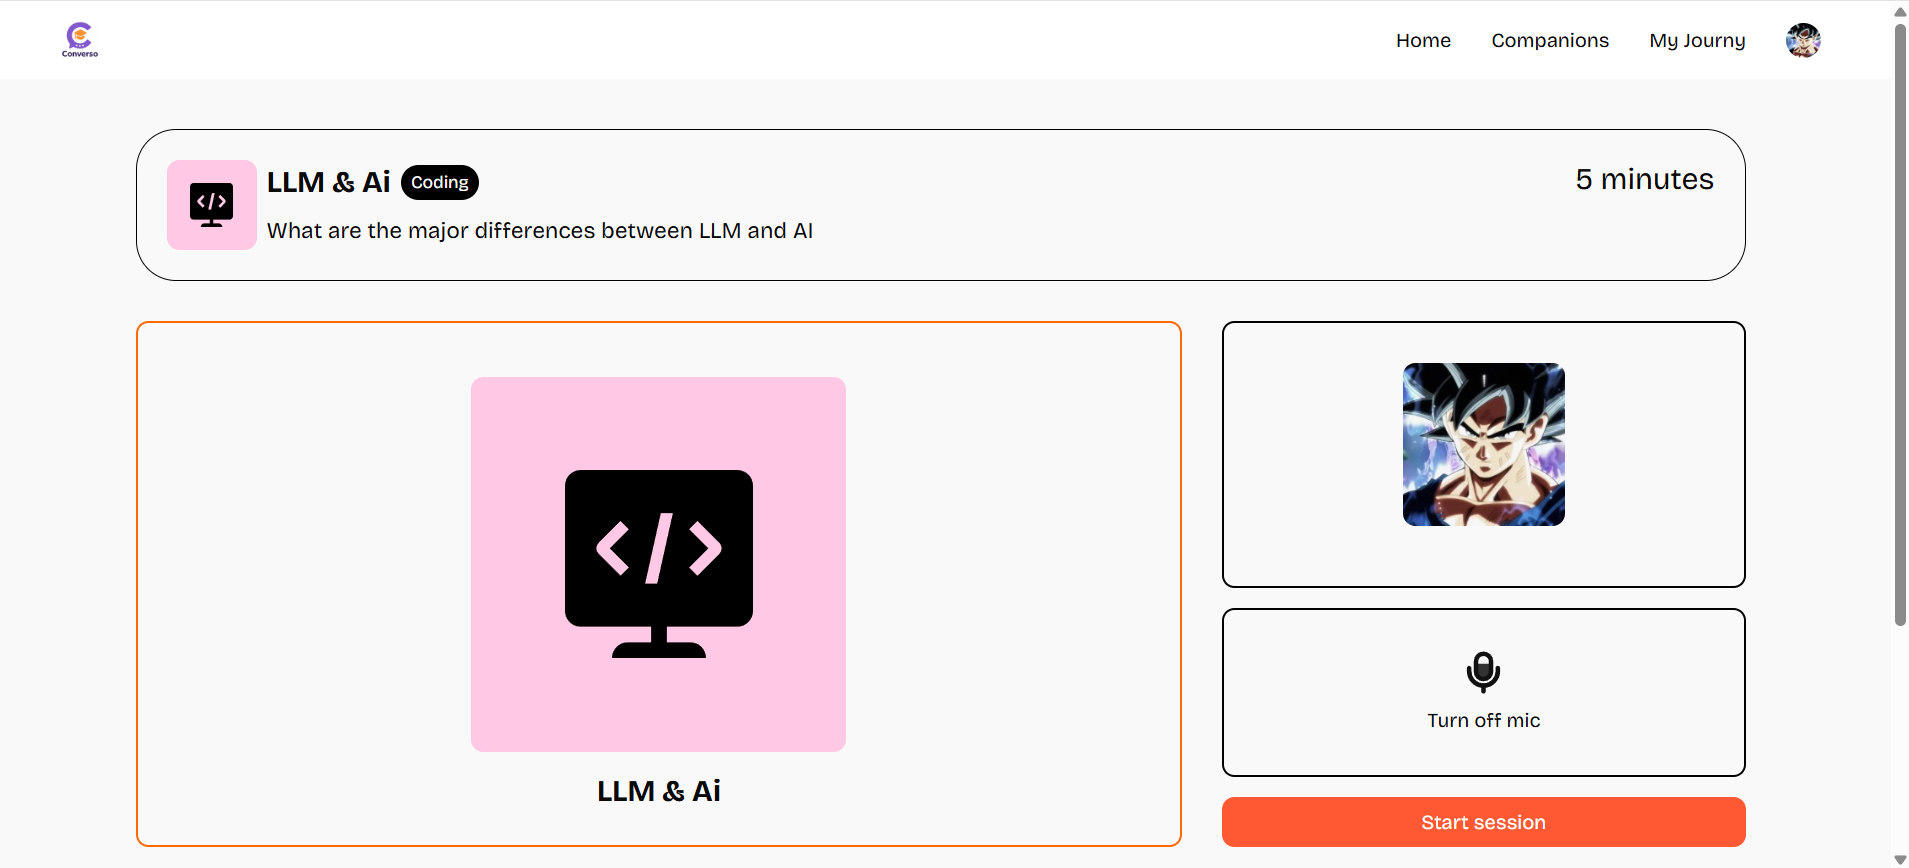 Converso
Home Companions My Journy
LLM & Ai Coding
5 minutes
What are the major differences between LLM and AI
LLM & Ai
Turn off mic
Start session